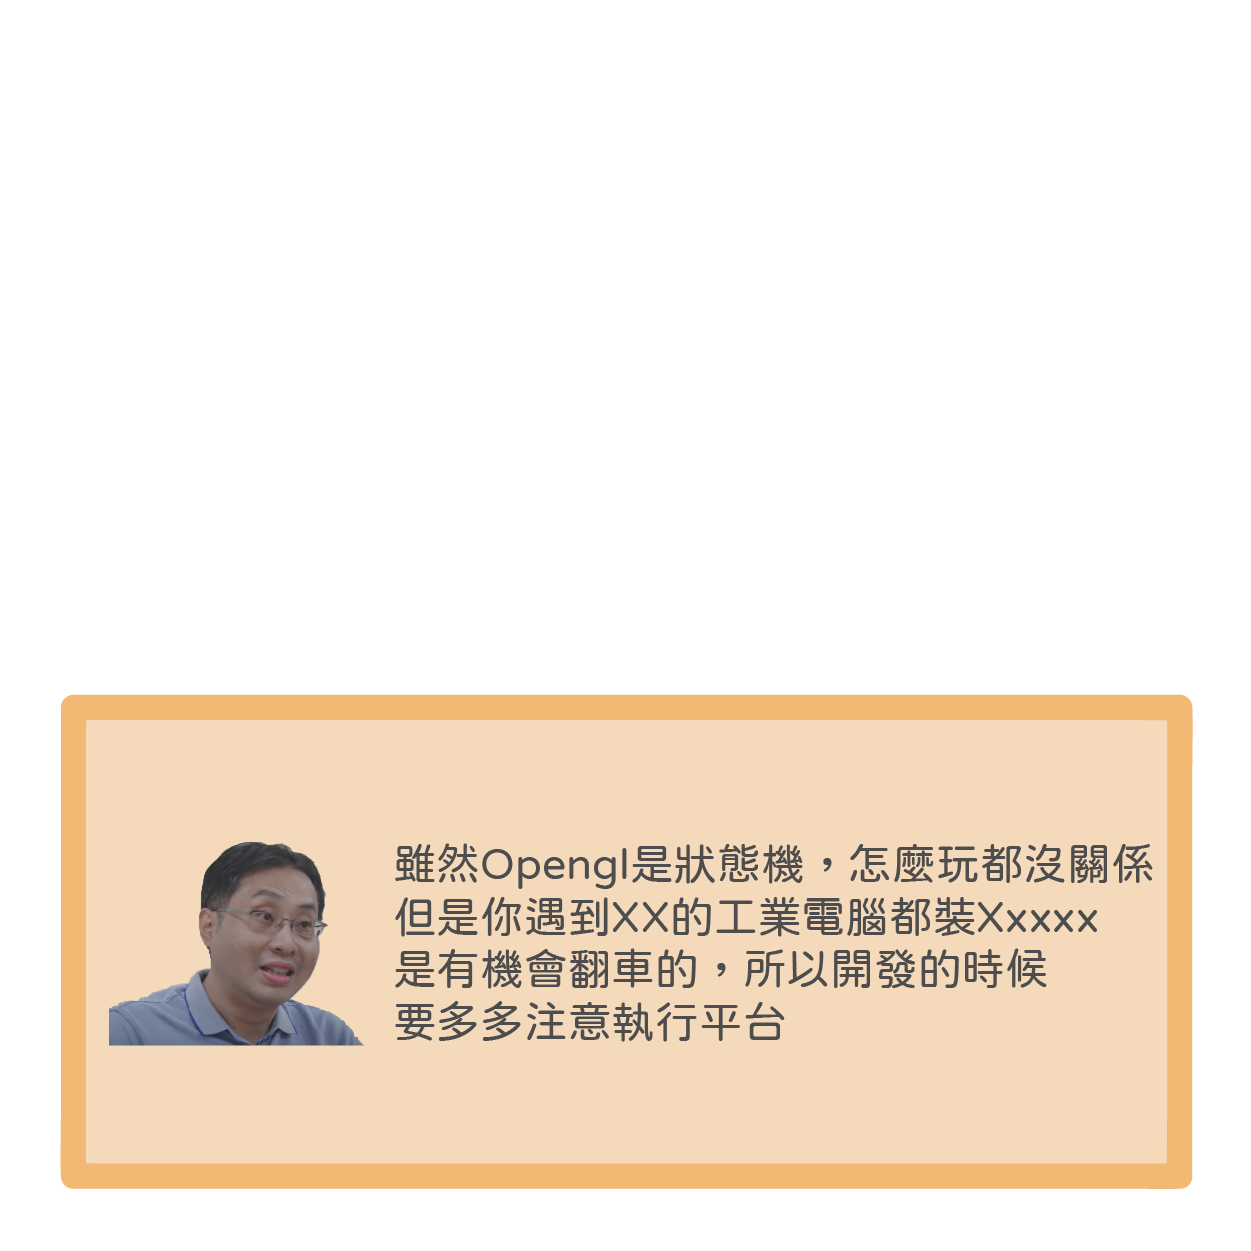 雖然Opengl是狀態機，怎麼玩都沒關係
但是你遇到XX的工業電腦都裝Xxxxx
是有機會翻車的，所以開發的時候
要多多注意執行平台